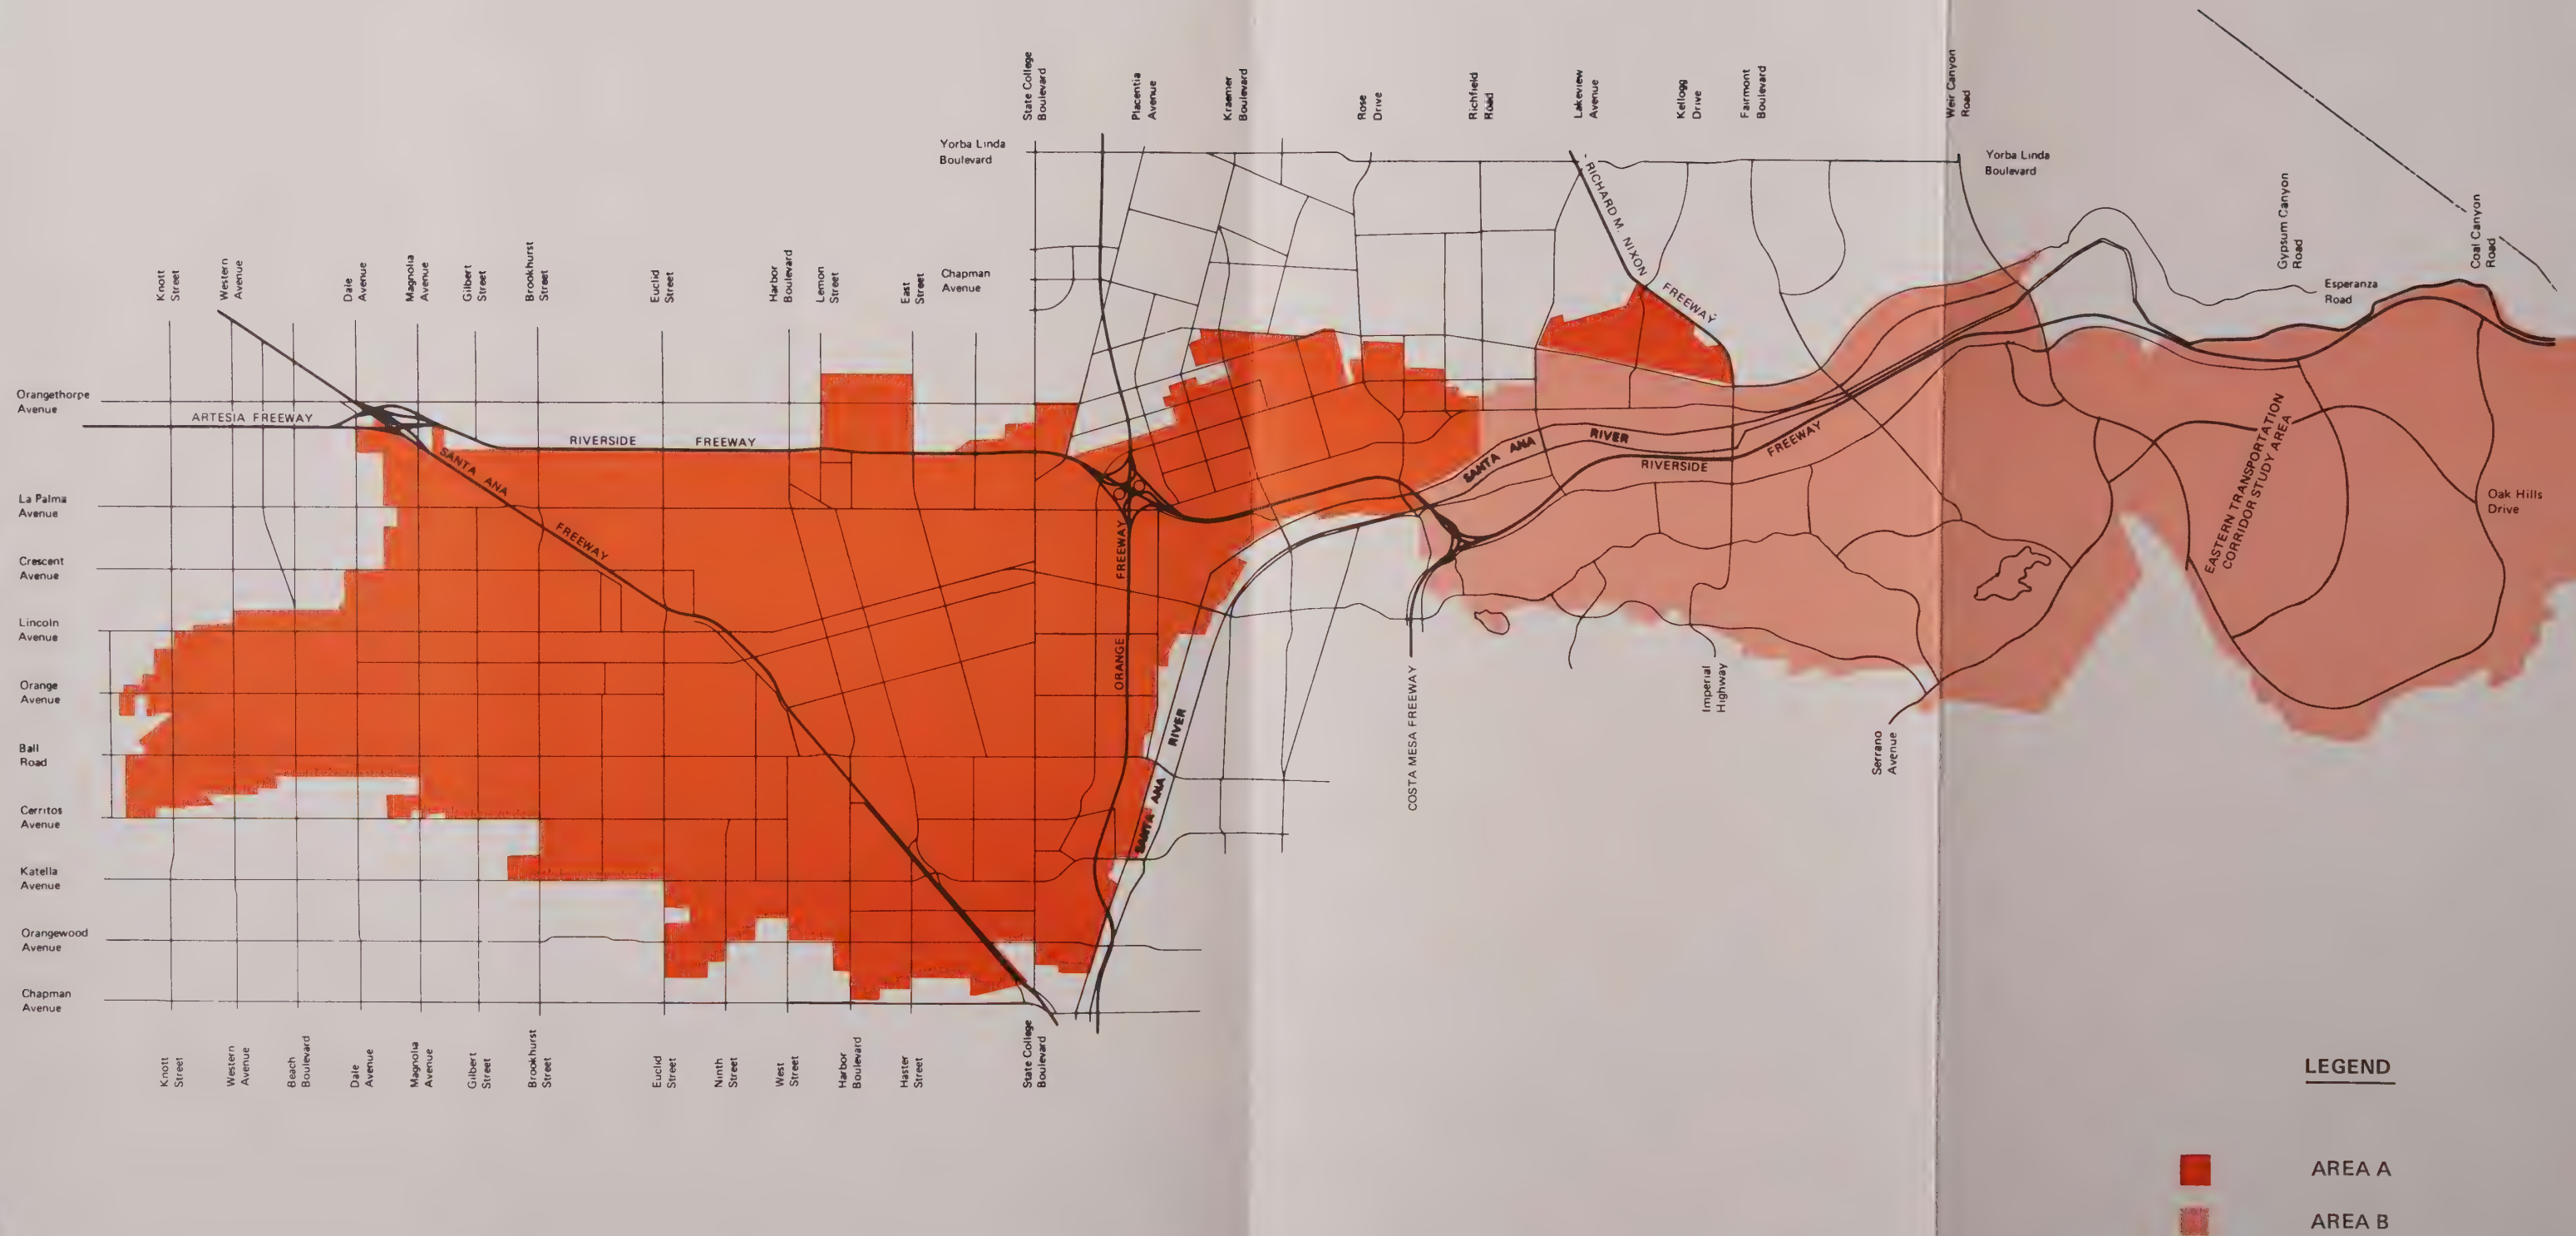 State College
Boulevard
Placentia
Avenue
Kraemer
Boulevard
Rose
Drive
Richfield
Road
Lakeview
Avenue
Kellogg
Drive
Fairmont
Boulevard
Weir Canyon
Road
Yorba Linda
Boulevard
Yorba Linda
Boulevard
RICHARD M. NIXON
FREEWAY
Gypsum Canyon
Road
Coal Canyon
Road
Esperanza
Road
Knott
Street
Western
Avenue
Dale
Avenue
Magnolia
Avenue
Gilbert
Street
Brookhurst
Street
Euclid
Street
Harbor
Boulevard
Lemon
Street
East
Street
Chapman
Avenue
Orangethorpe
Avenue
ARTESIA FREEWAY
RIVERSIDE FREEWAY
SANTA ANA
FREEWAY
SANTA ANA RIVER
RIVERSIDE
FREEWAY
EASTERN TRANSPORTATION
CORRIDOR STUDY AREA
Oak Hills
Drive
La Palma
Avenue
Crescent
Avenue
Lincoln
Avenue
Orange
Avenue
Ball
Road
Cerritos
Avenue
Katella
Avenue
Orangewood
Avenue
Chapman
Avenue
ORANGE FREEWAY
SANTA ANA RIVER
COSTA MESA FREEWAY
Imperial
Highway
Serrano
Avenue
Knott
Street
Western
Avenue
Beach
Boulevard
Dale
Avenue
Magnolia
Avenue
Gilbert
Street
Brookhurst
Street
Euclid
Street
Ninth
Street
West
Street
Harbor
Boulevard
Haster
Street
State College
Boulevard
LEGEND
AREA A
AREA B